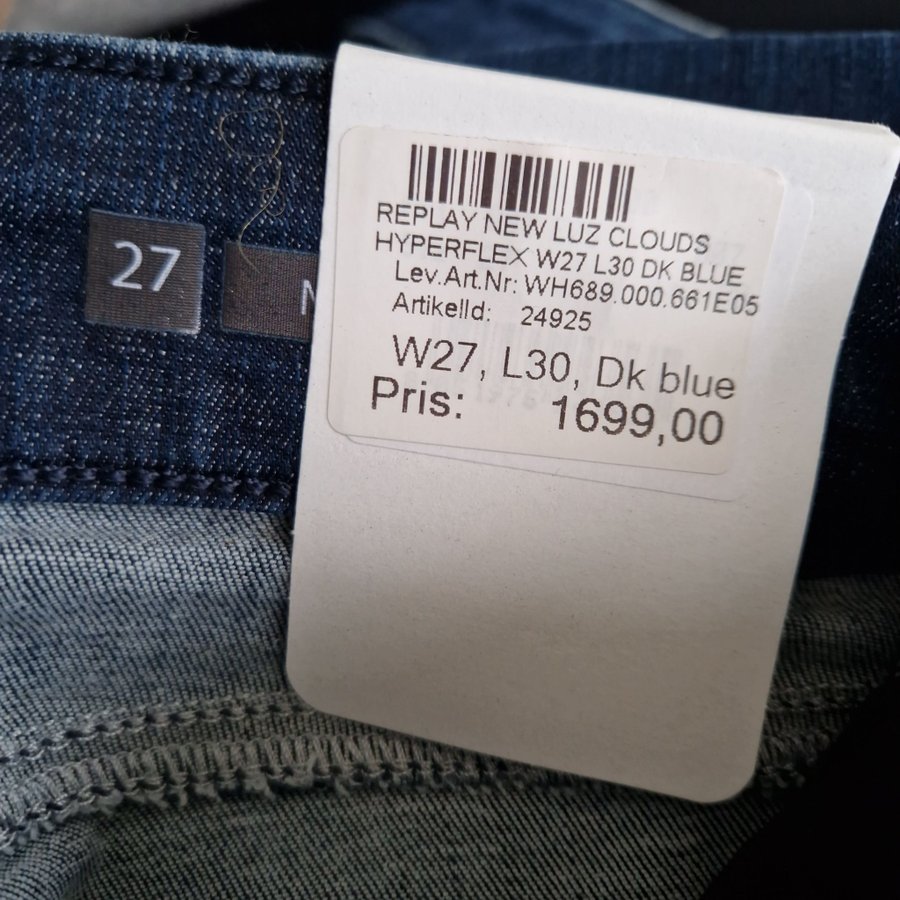 27
REPLAY NEW LUZ CLOUDS
HYPERFLEX W27 L30 DK BLUE
Lev.Art.Nr: WH689.000.661E05
ArtikelId: 24925
W27, L30, Dk blue
Pris: 1699,00